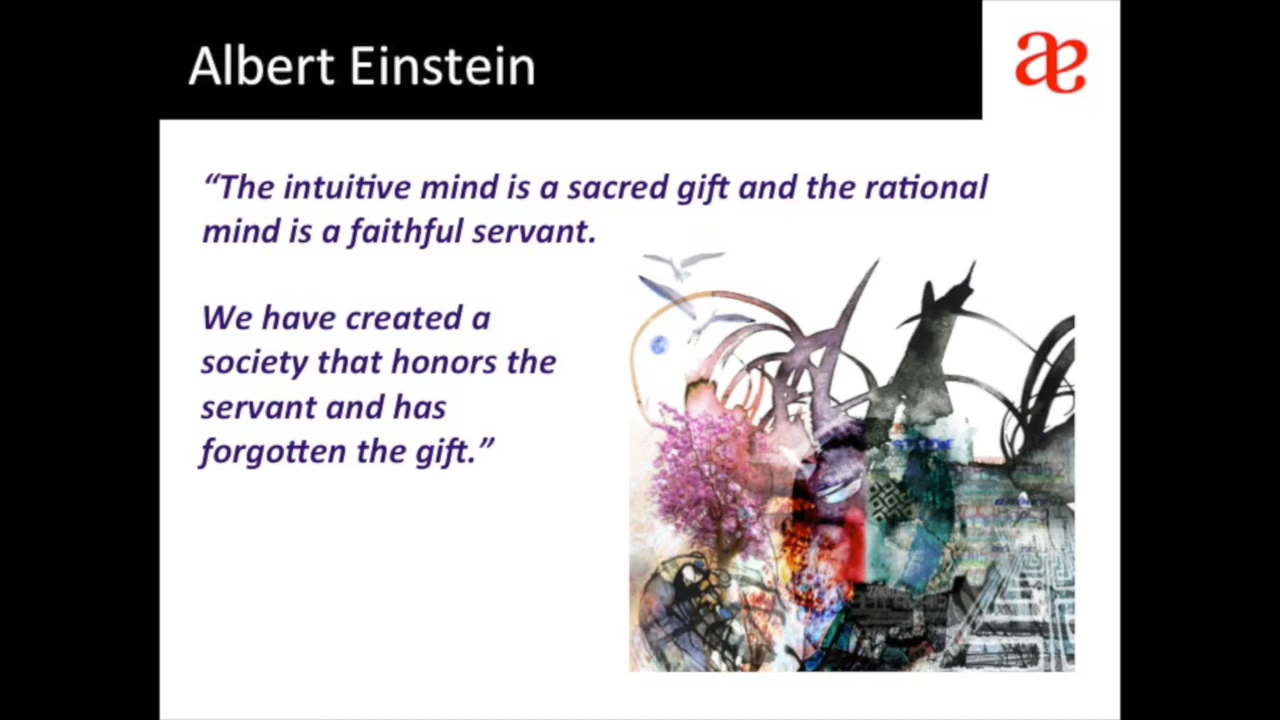 Albert Einstein
æ
“The intuitive mind is a sacred gift and the rational
mind is a faithful servant.
We have created a
society that honors the
servant and has
forgotten the gift.”